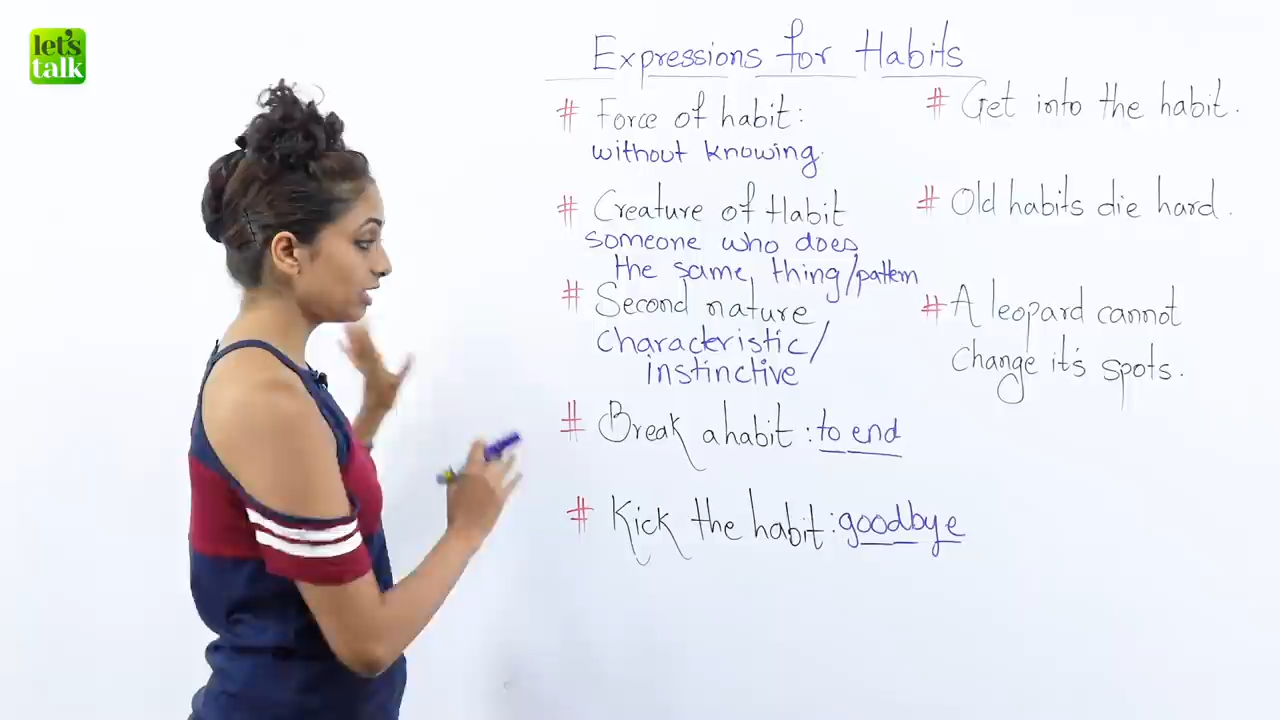 let's
talk
Expressions for Habits
# Force of habit:
without knowing.
# Creature of Habit
someone who does
the same thing/pattern
# Second nature
characteristic/
instinctive
# Break a habit : to end
# Kick the habit: goodbye
# Get into the habit.
# Old habits die hard.
# A leopard cannot
change it's spots.